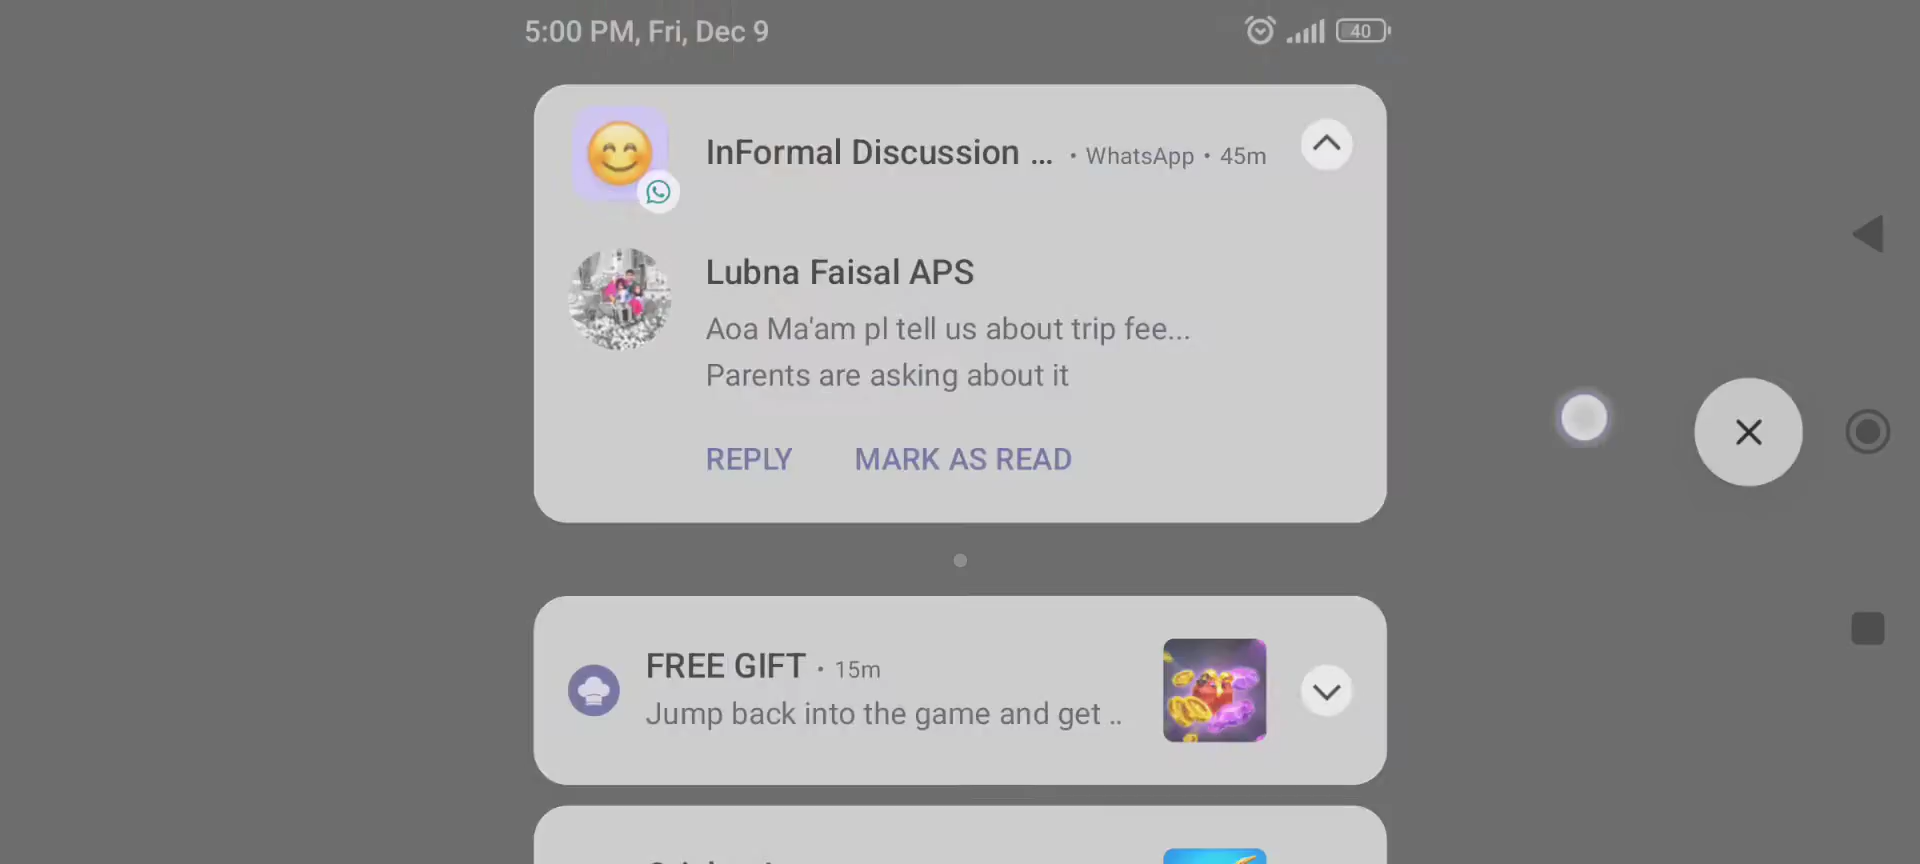 5:00 PM, Fri, Dec 9
40
InFormal Discussion ... • WhatsApp • 45m
Lubna Faisal APS
Aoa Ma'am pl tell us about trip fee...
Parents are asking about it
REPLY MARK AS READ
FREE GIFT • 15m
Jump back into the game and get ..